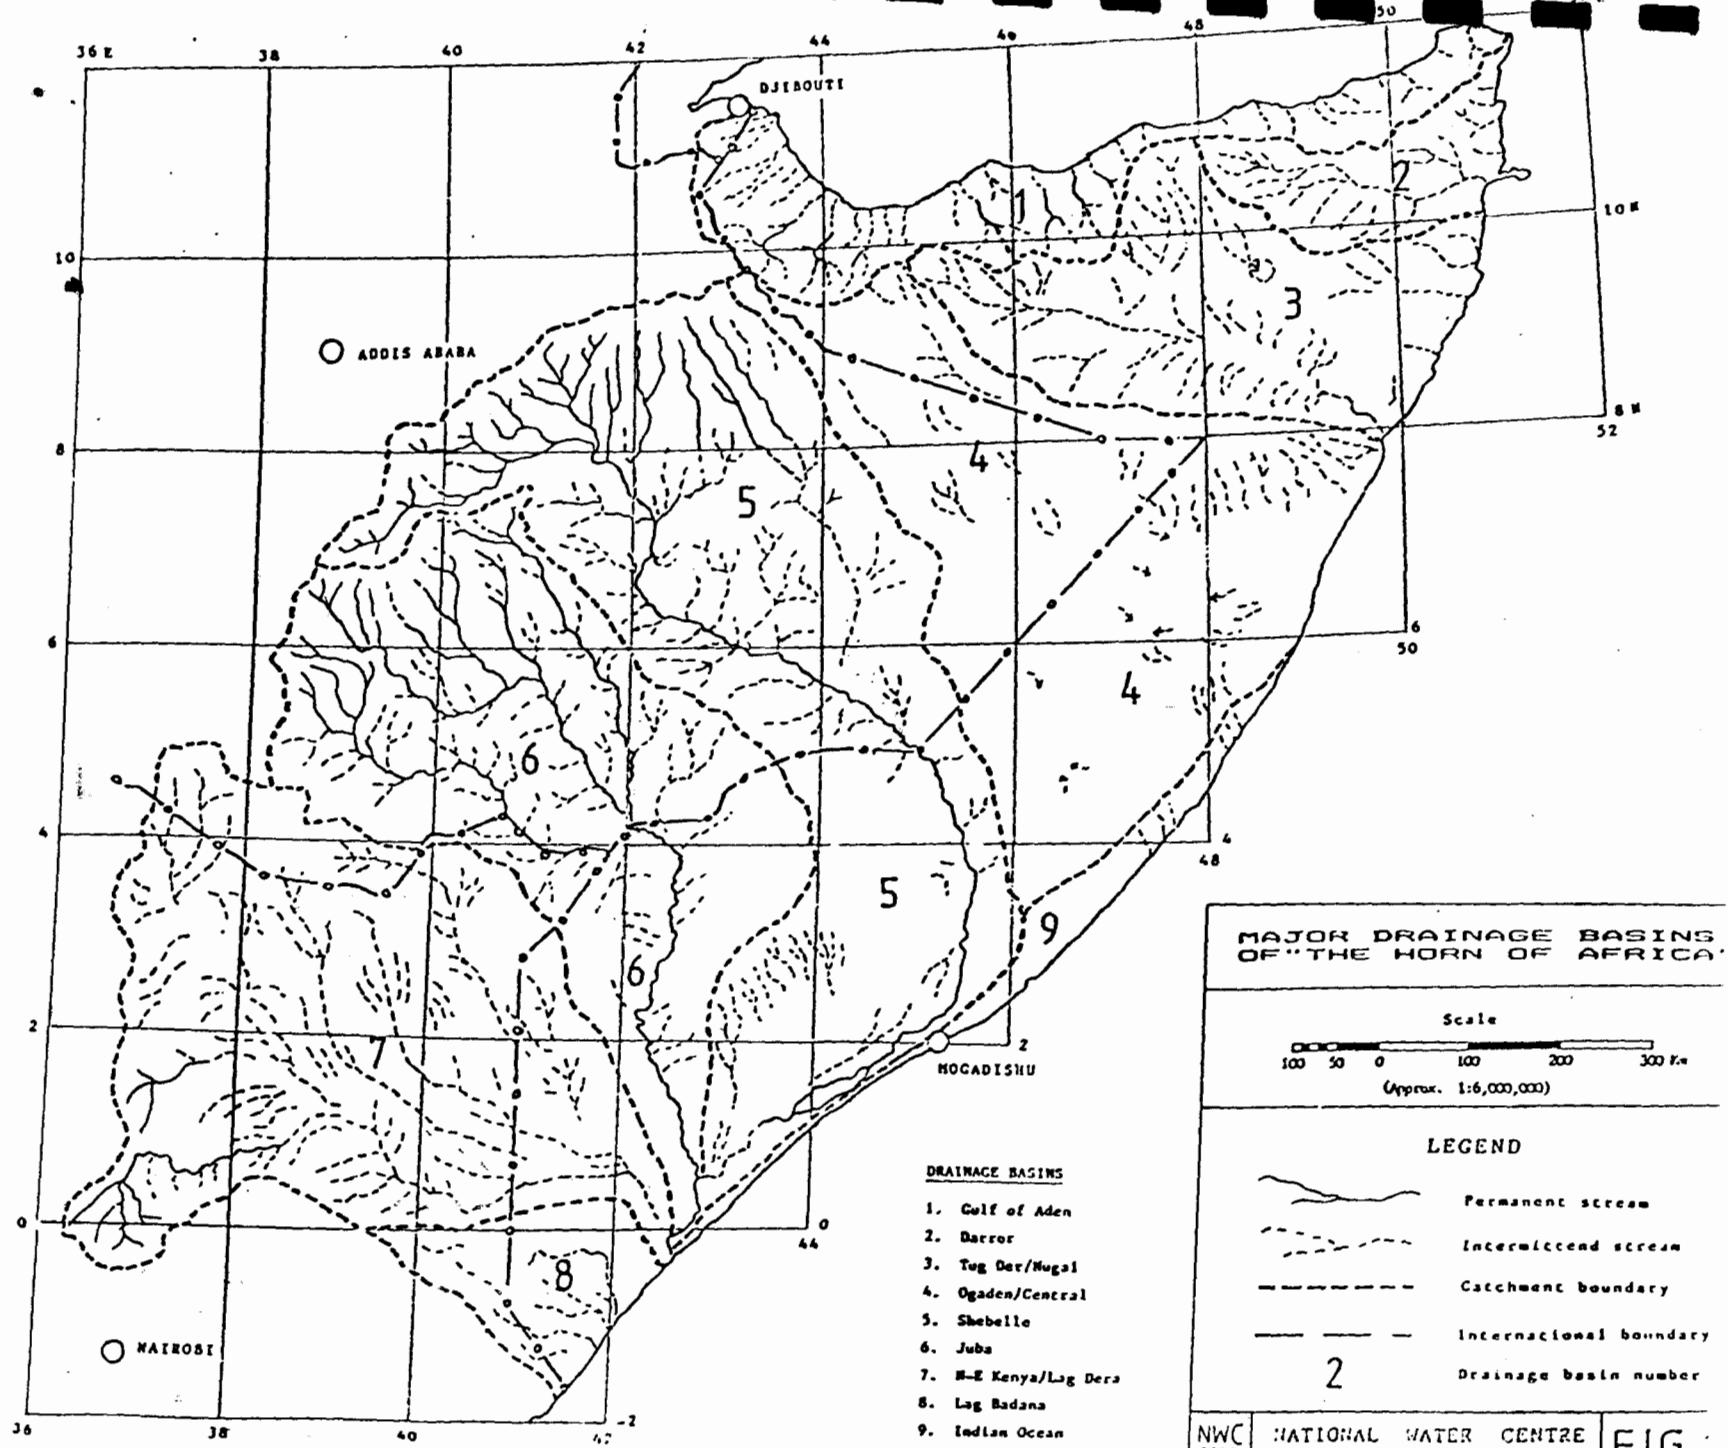 36 E
38
40
42
44
46
48
50
DJIBOUTI
10 N
10
ADDIS ABABA
8 N
52
8
6
6
50
4
4
48
2
2
MOGADISHU
0
0
44
NAIROBI
36
38
40
42
-2
1
2
3
4
5
4
6
5
9
6
7
8
MAJOR DRAINAGE BASINS
OF "THE HORN OF AFRICA"
Scale
100 50 0 100 200 300 Km
(Approx. 1:6,000,000)
LEGEND
Permanent stream
Intermittend stream
Catchment boundary
International boundary
2 Drainage basin number
DRAINAGE BASINS
1. Gulf of Aden
2. Darror
3. Tug Der/Nugal
4. Ogaden/Central
5. Shebelle
6. Juba
7. N-E Kenya/Lag Dera
8. Lag Badana
9. Indian Ocean
NWC NATIONAL WATER CENTRE FIG